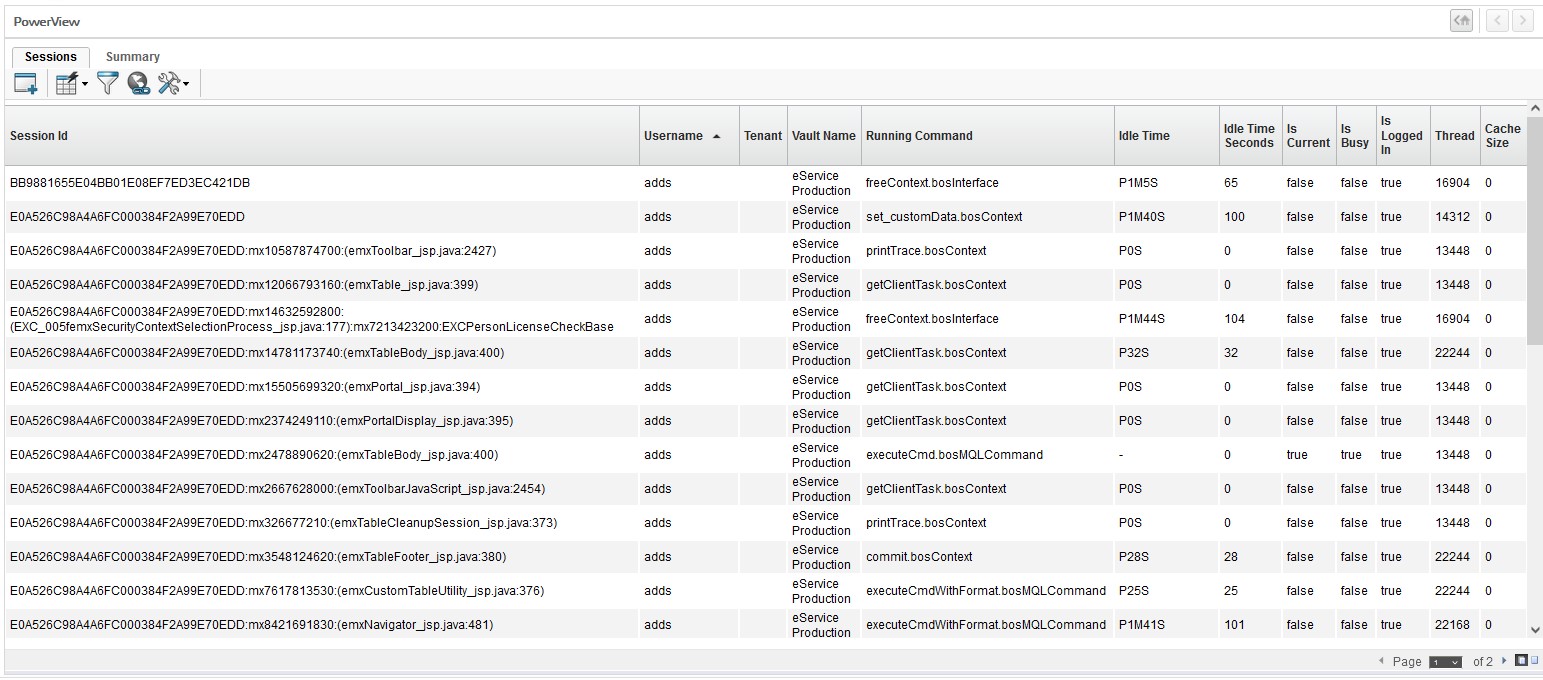 PowerView
Sessions Summary
Session Id Username Tenant Vault Name Running Command Idle Time Idle Time Seconds Is Current Is Busy Is Logged In Thread Cache Size
BB9881655E04BB01E08EF7ED3EC421DB adds eService Production freeContext.bosInterface P1M5S 65 false false true 16904 0
E0A526C98A4A6FC000384F2A99E70EDD adds eService Production set_customData.bosContext P1M40S 100 false false true 14312 0
E0A526C98A4A6FC000384F2A99E70EDD:mx10587874700:(emxToolbar_jsp.java:2427) adds eService Production printTrace.bosContext P0S 0 false false true 13448 0
E0A526C98A4A6FC000384F2A99E70EDD:mx12066793160:(emxTable_jsp.java:399) adds eService Production getClientTask.bosContext P0S 0 false false true 13448 0
E0A526C98A4A6FC000384F2A99E70EDD:mx14632592800:
(EXC_005femxSecurityContextSelectionProcess_jsp.java:177):mx7213423200:EXCPersonLicenseCheckBase adds eService Production freeContext.bosInterface P1M44S 104 false false true 16904 0
E0A526C98A4A6FC000384F2A99E70EDD:mx14781173740:(emxTableBody_jsp.java:400) adds eService Production getClientTask.bosContext P32S 32 false false true 22244 0
E0A526C98A4A6FC000384F2A99E70EDD:mx15505699320:(emxPortal_jsp.java:394) adds eService Production getClientTask.bosContext P0S 0 false false true 13448 0
E0A526C98A4A6FC000384F2A99E70EDD:mx2374249110:(emxPortalDisplay_jsp.java:395) adds eService Production getClientTask.bosContext P0S 0 false false true 13448 0
E0A526C98A4A6FC000384F2A99E70EDD:mx2478890620:(emxTableBody_jsp.java:400) adds eService Production executeCmd.bosMQLCommand - 0 true true true 13448 0
E0A526C98A4A6FC000384F2A99E70EDD:mx2667628000:(emxToolbarJavaScript_jsp.java:2454) adds eService Production getClientTask.bosContext P0S 0 false false true 13448 0
E0A526C98A4A6FC000384F2A99E70EDD:mx326677210:(emxTableCleanupSession_jsp.java:373) adds eService Production printTrace.bosContext P0S 0 false false true 13448 0
E0A526C98A4A6FC000384F2A99E70EDD:mx3548124620:(emxTableFooter_jsp.java:380) adds eService Production commit.bosContext P28S 28 false false true 22244 0
E0A526C98A4A6FC000384F2A99E70EDD:mx7617813530:(emxCustomTableUtility_jsp.java:376) adds eService Production executeCmdWithFormat.bosMQLCommand P25S 25 false false true 22244 0
E0A526C98A4A6FC000384F2A99E70EDD:mx8421691830:(emxNavigator_jsp.java:481) adds eService Production executeCmdWithFormat.bosMQLCommand P1M41S 101 false false true 22168 0
Page 1 of 2